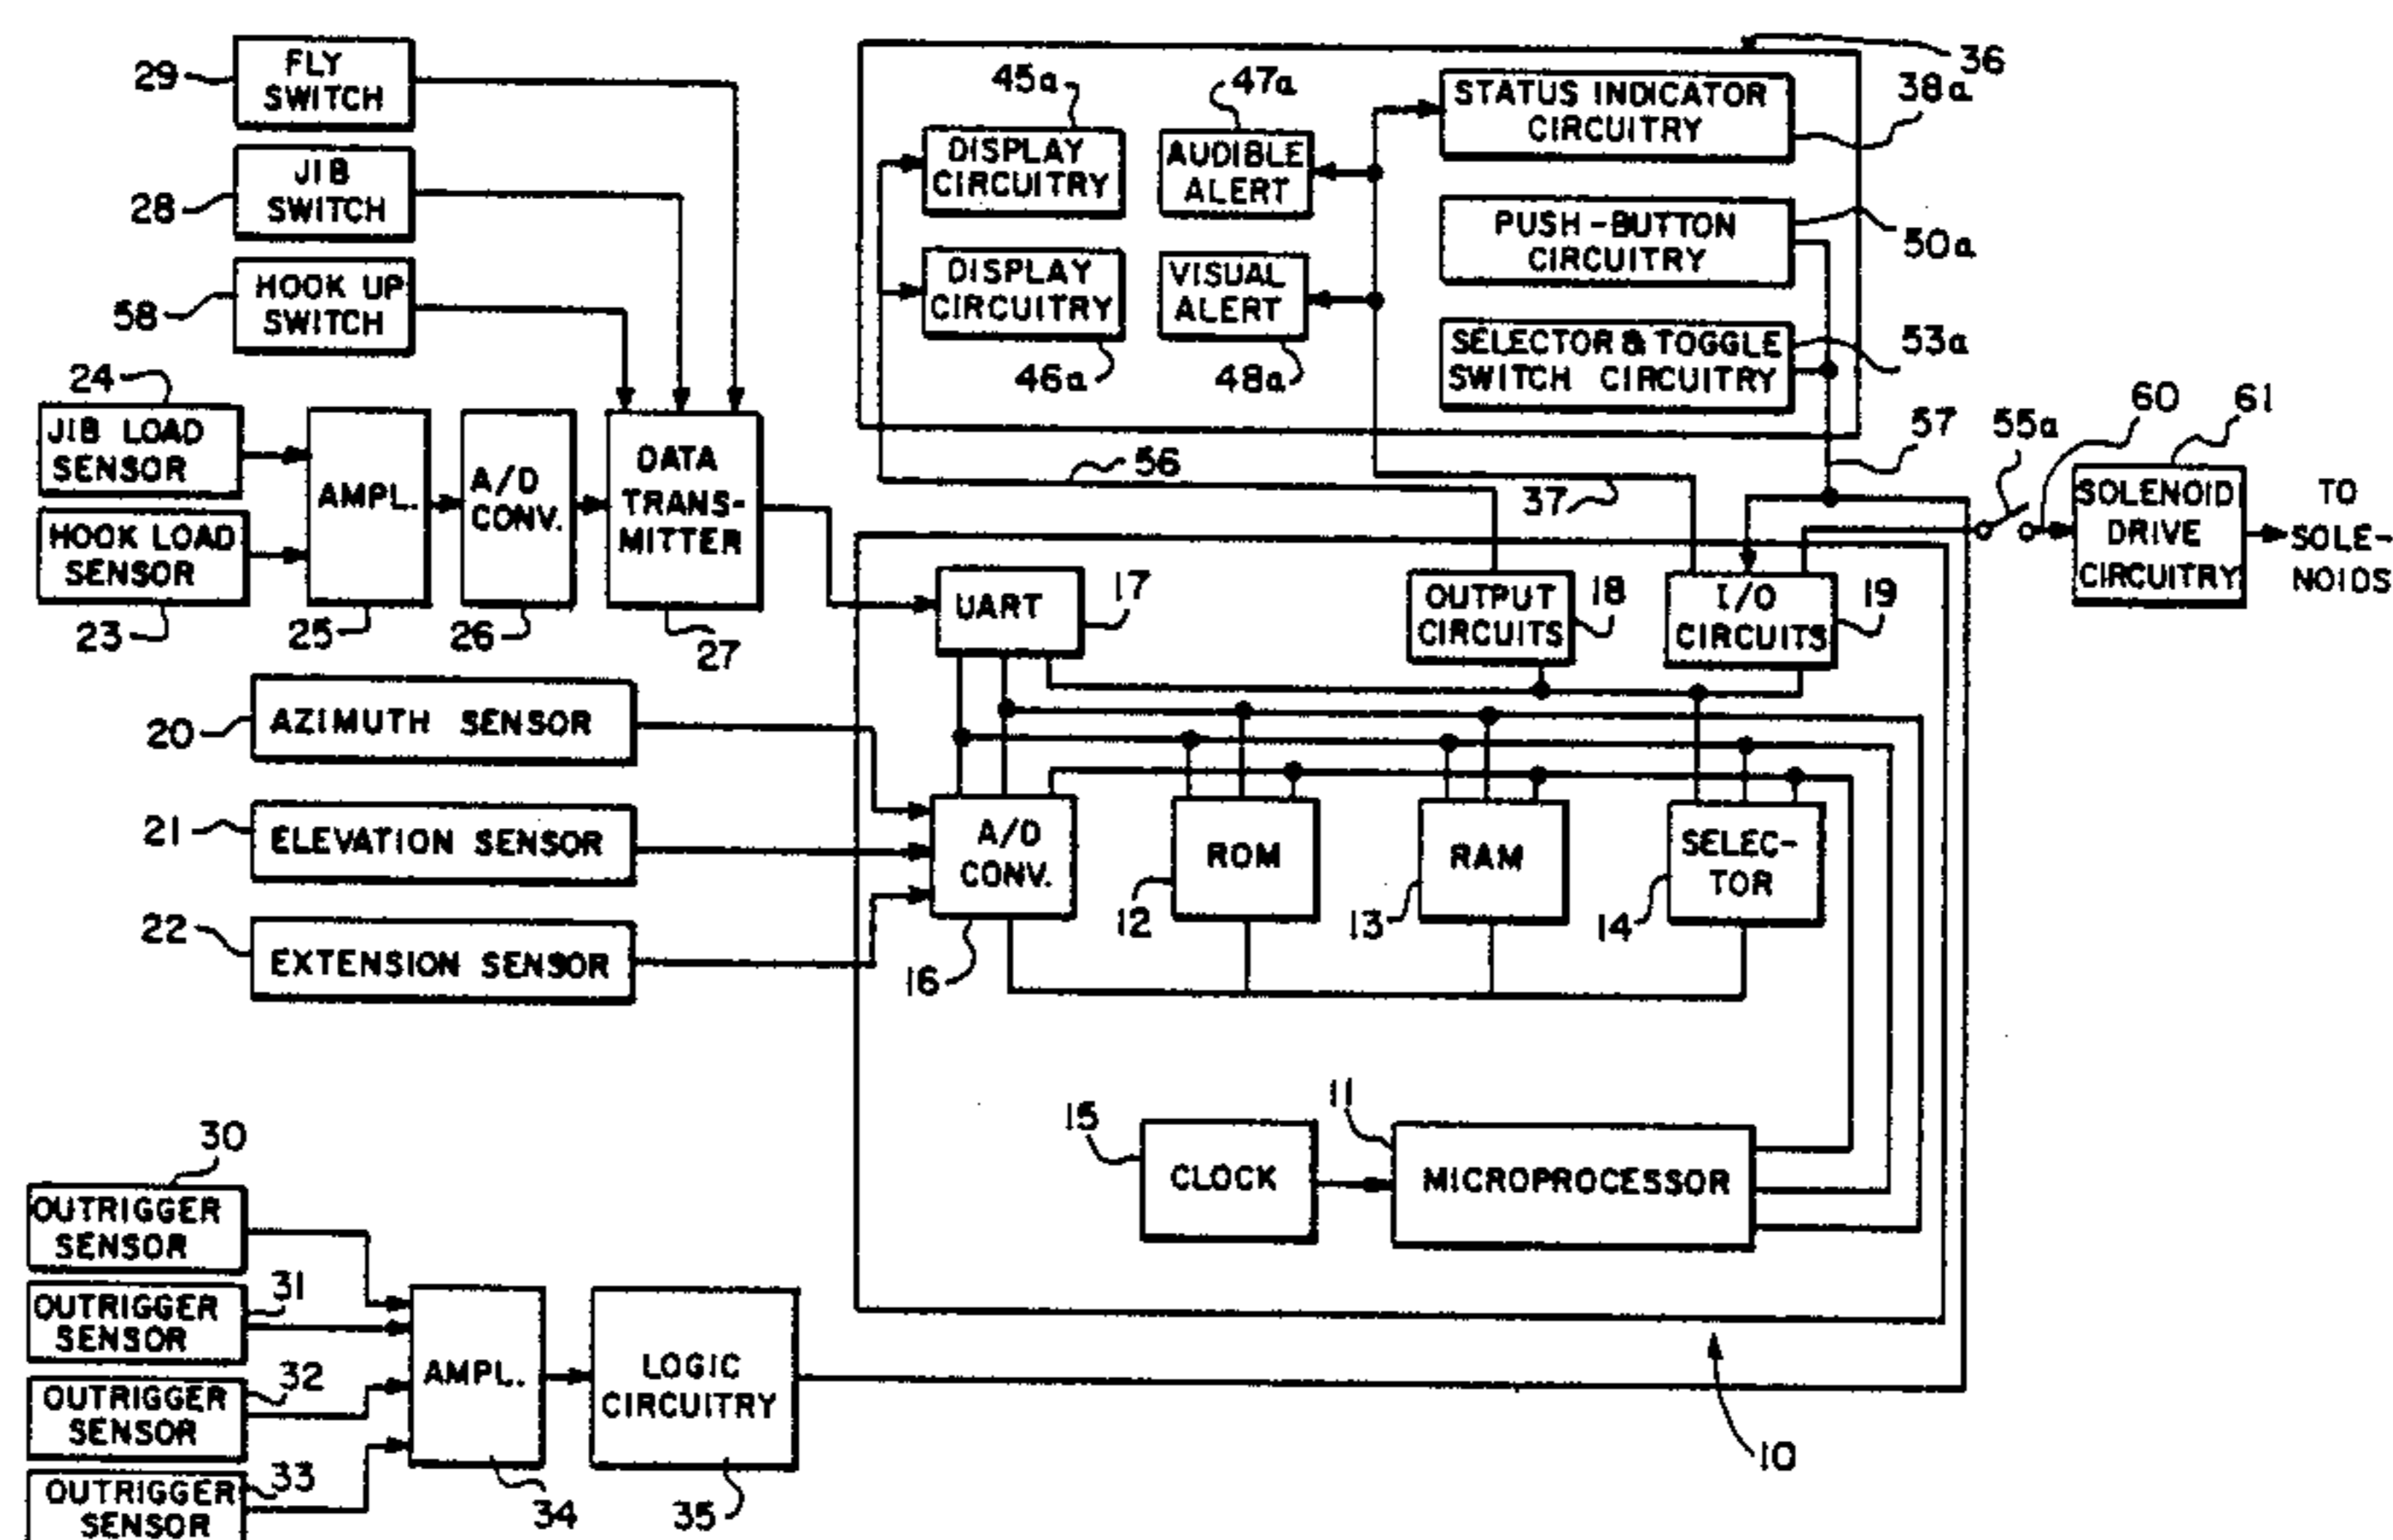 FLY
SWITCH
29
JIB
SWITCH
28
HOOK UP
SWITCH
58
24
JIB LOAD
SENSOR
HOOK LOAD
SENSOR
23
AMPL.
25
A/D
CONV.
26
DATA
TRANS-
MITTER
27
36
45a
DISPLAY
CIRCUITRY
DISPLAY
CIRCUITRY
46a
47a
AUDIBLE
ALERT
VISUAL
ALERT
48a
STATUS INDICATOR
CIRCUITRY
38a
PUSH-BUTTON
CIRCUITRY
50a
SELECTOR & TOGGLE
SWITCH CIRCUITRY
53a
56
37
57
55a
60
61
SOLENOID
DRIVE
CIRCUITRY
TO
SOLE-
NOIDS
UART
17
OUTPUT
CIRCUITS
18
I/O
CIRCUITS
19
20
AZIMUTH SENSOR
21
ELEVATION SENSOR
22
EXTENSION SENSOR
A/D
CONV.
16
ROM
12
RAM
13
SELEC-
TOR
14
15
CLOCK
11
MICROPROCESSOR
10
30
OUTRIGGER
SENSOR
31
OUTRIGGER
SENSOR
32
OUTRIGGER
SENSOR
33
OUTRIGGER
SENSOR
AMPL.
34
LOGIC
CIRCUITRY
35